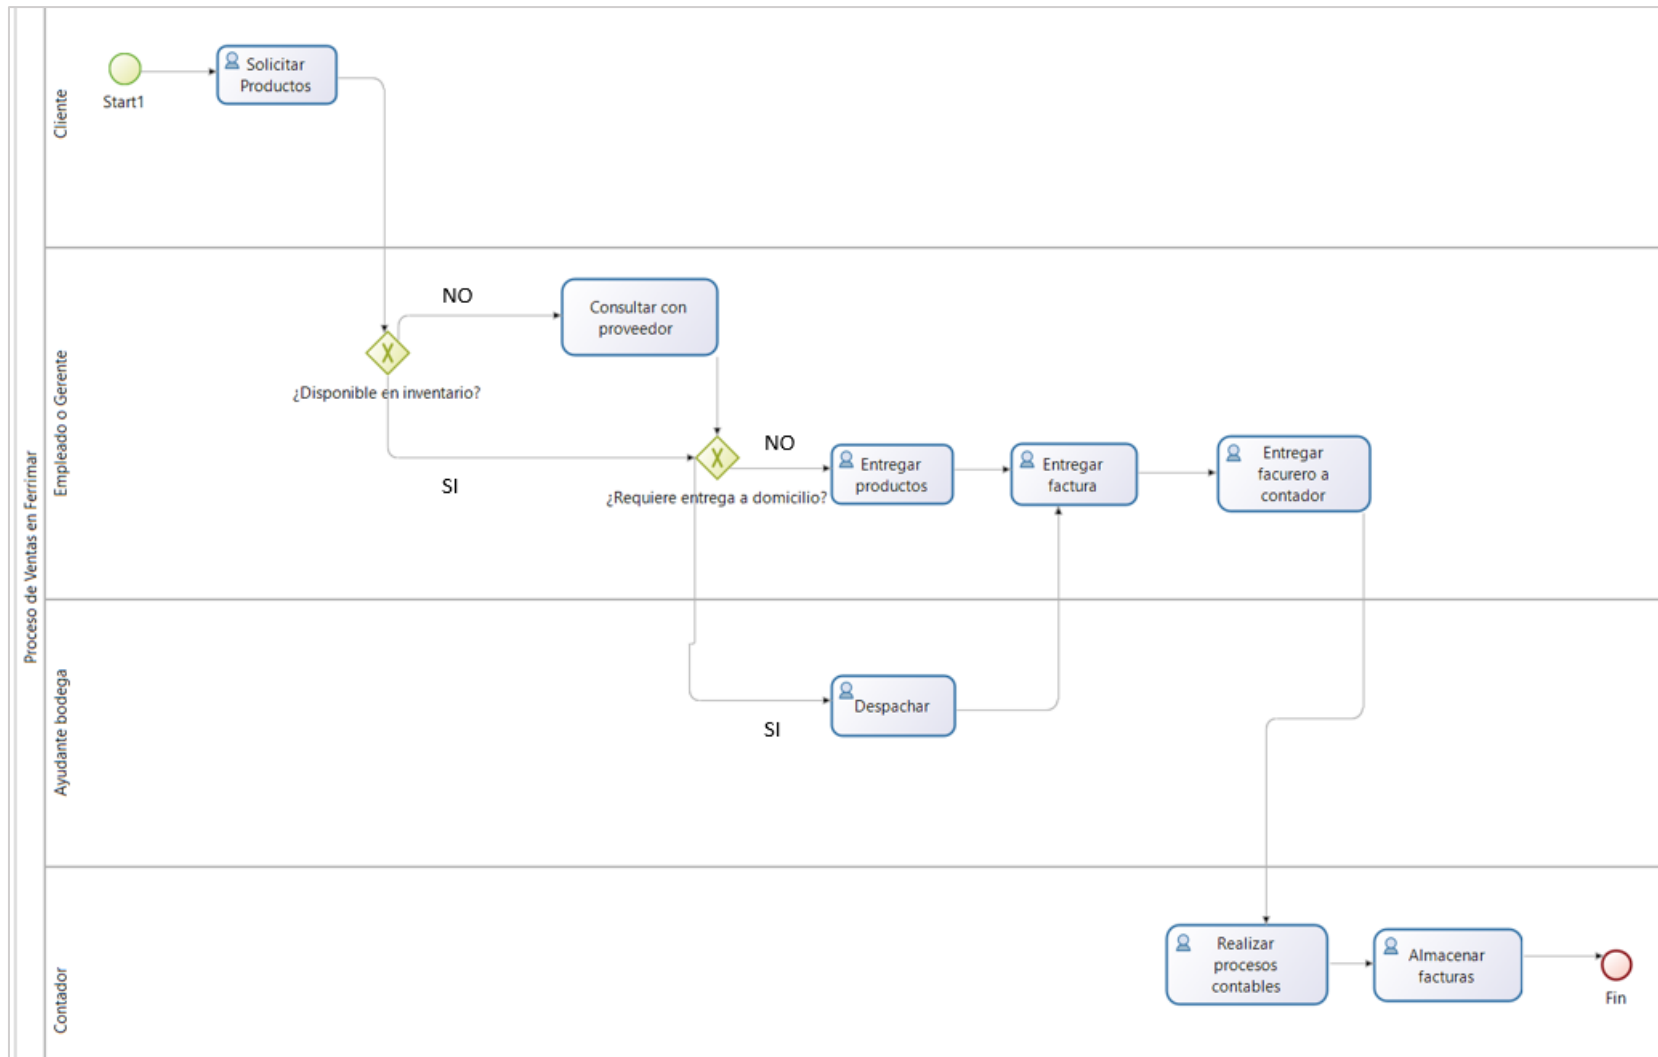 Proceso de Ventas en Ferrimar
Cliente
Start1
Solicitar
Productos
Empleado o Gerente
¿Disponible en inventario?
NO
SI
Consultar con
proveedor
¿Requiere entrega a domicilio?
NO
Entregar
productos
Entregar
factura
Entregar
facurero a
contador
Ayudante bodega
SI
Despachar
Contador
Realizar
procesos
contables
Almacenar
facturas
Fin